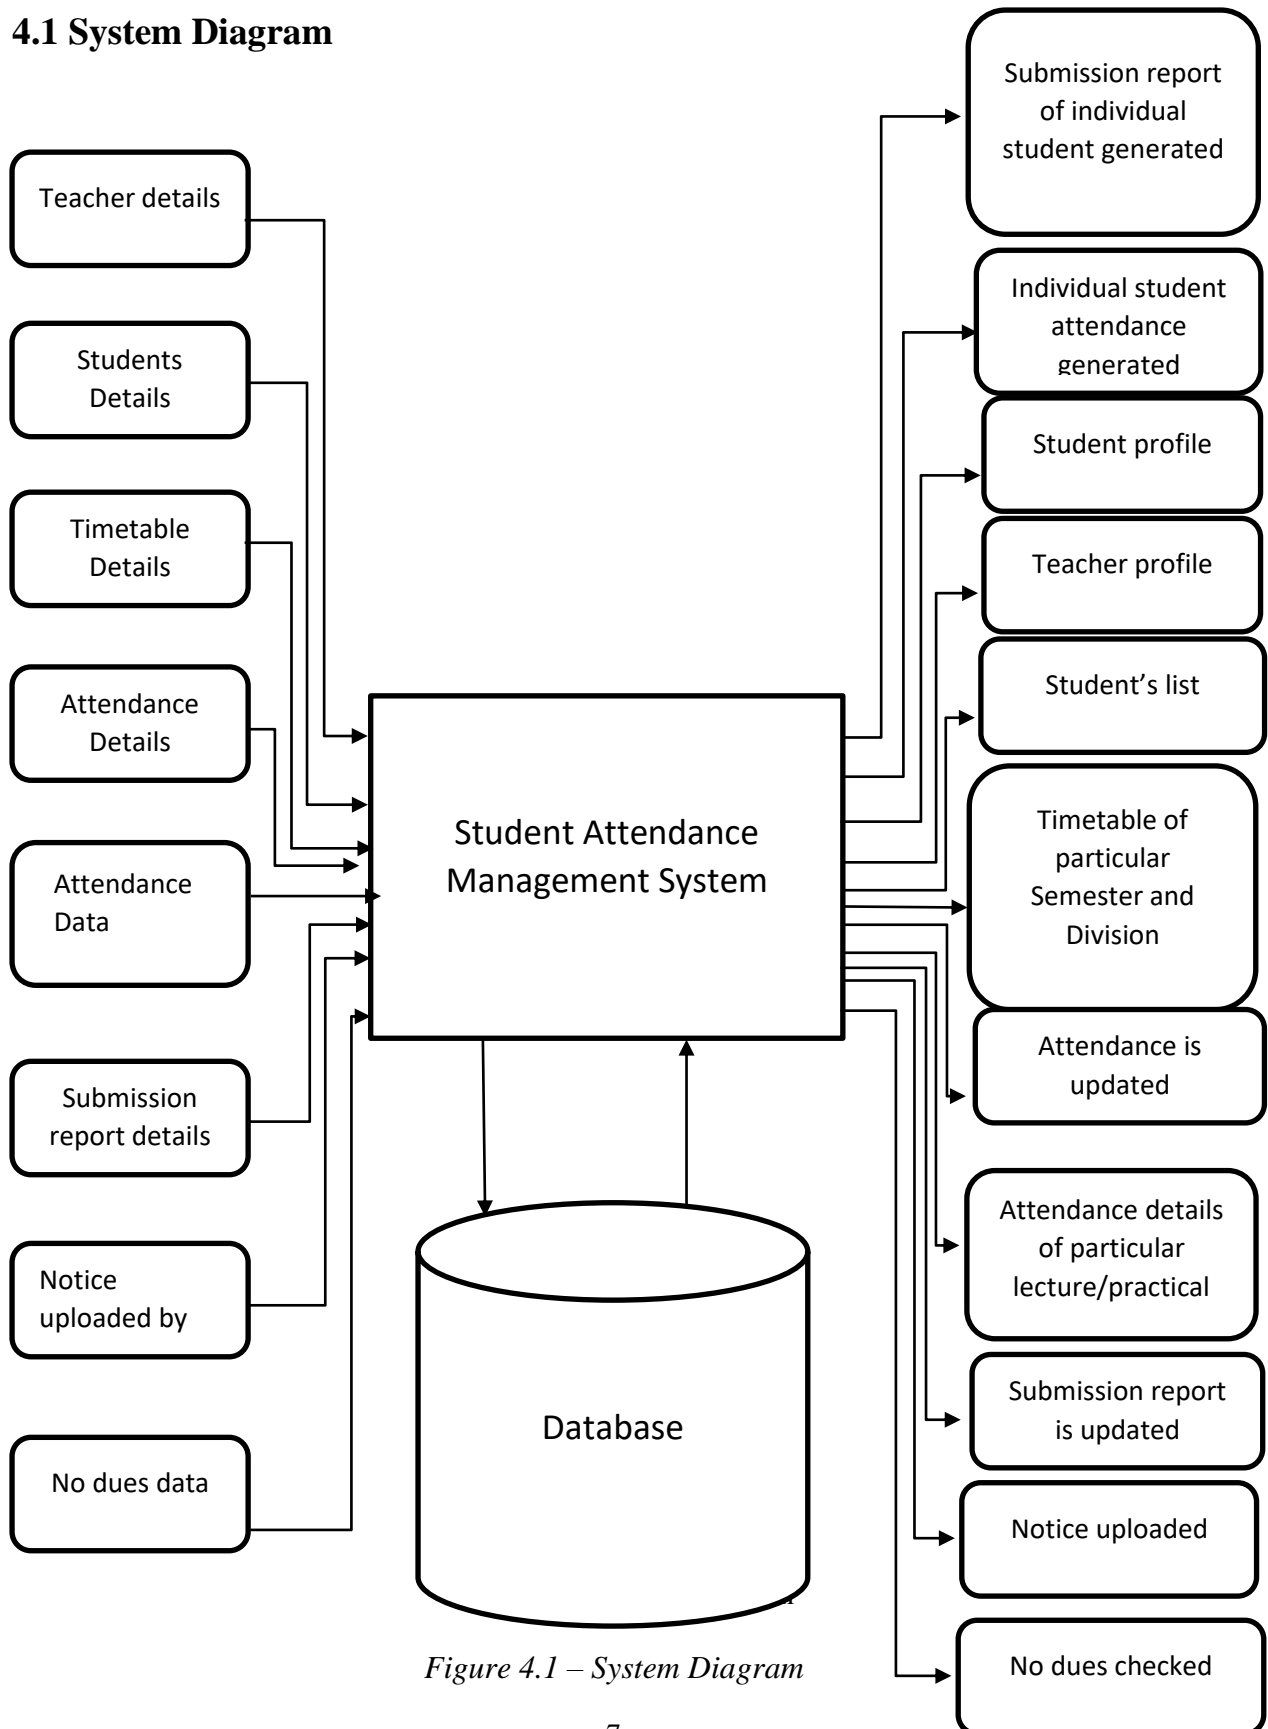 4.1 System Diagram
Teacher details
Students
Details
Timetable
Details
Attendance
Details
Attendance
Data
Submission
report details
Notice
uploaded by
No dues data
Student Attendance
Management System
Database
Submission report
of individual
student generated
Individual student
attendance
generated
Student profile
Teacher profile
Student’s list
Timetable of
particular
Semester and
Division
Attendance is
updated
Attendance details
of particular
lecture/practical
Submission report
is updated
Notice uploaded
No dues checked
Figure 4.1 – System Diagram